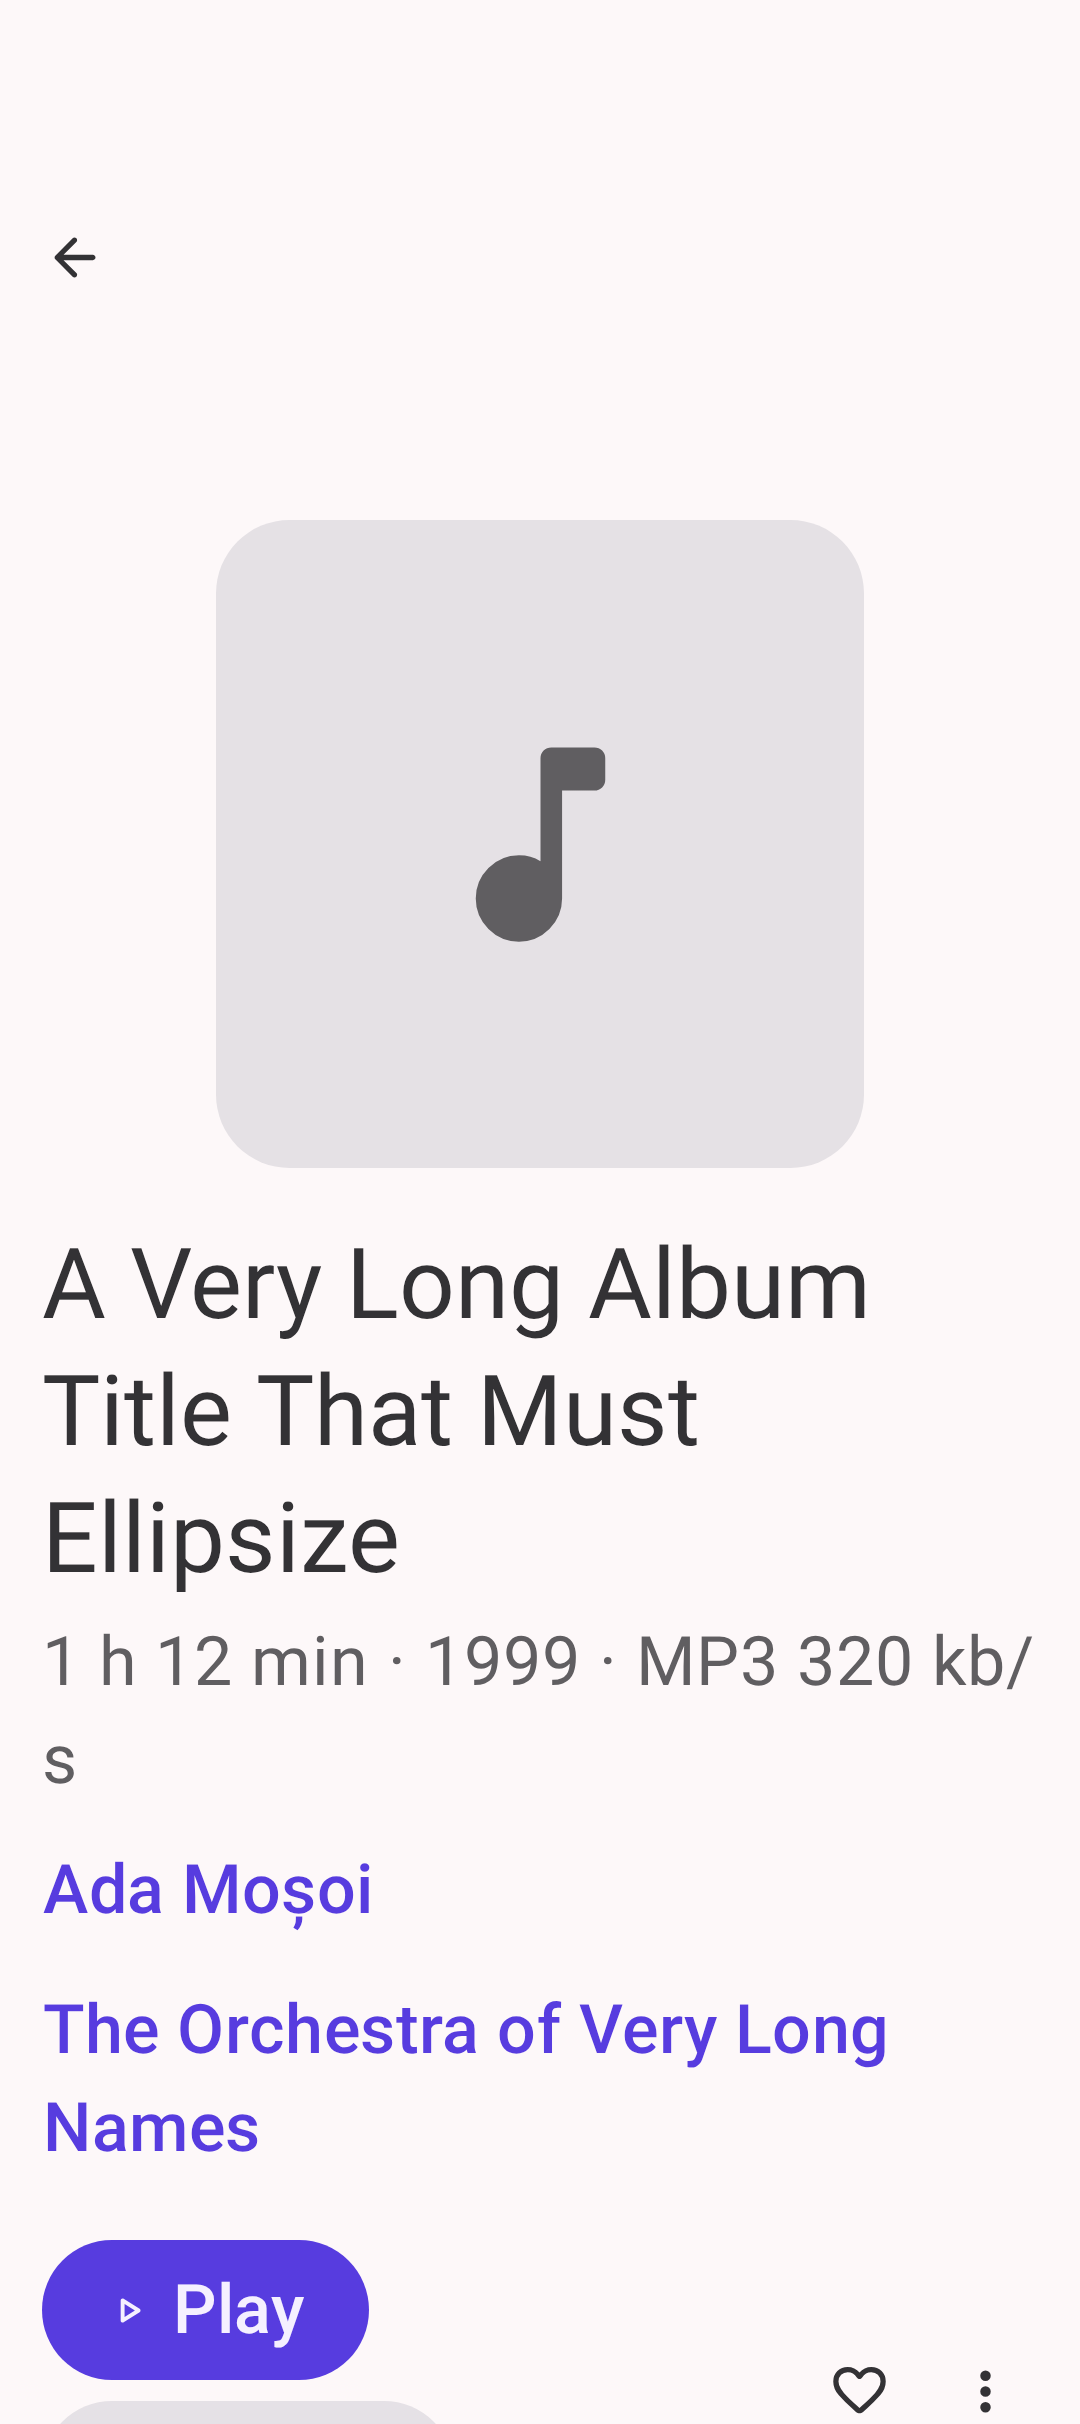 A Very Long Album
Title That Must
Ellipsize
1 h 12 min · 1999 · MP3 320 kb/
s
Ada Moșoi
The Orchestra of Very Long
Names
Play